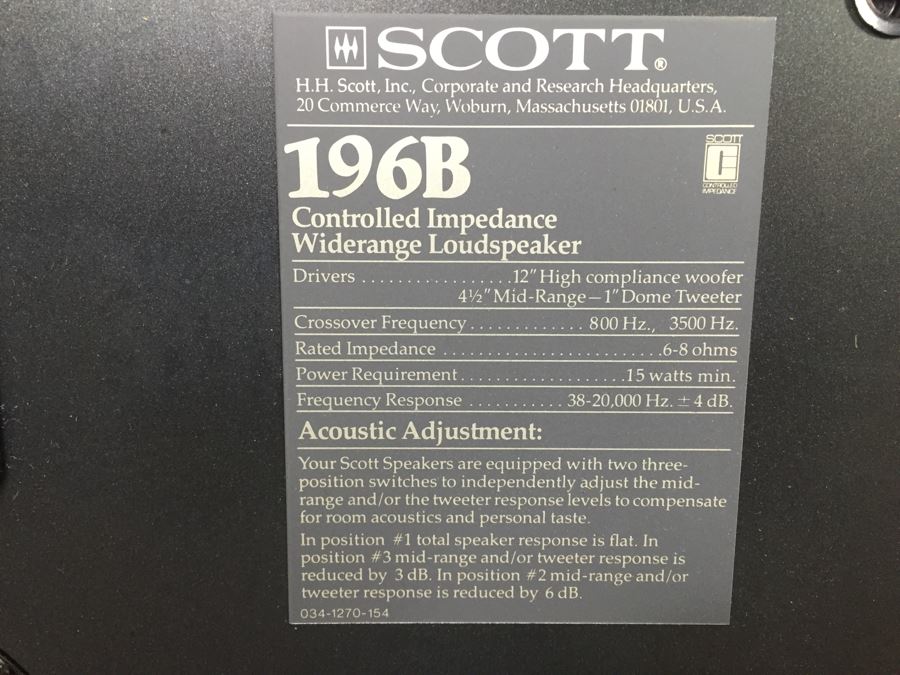 SCOTT®
H.H. Scott, Inc., Corporate and Research Headquarters,
20 Commerce Way, Woburn, Massachusetts 01801, U.S.A.
196B
SCOTT
C
CONTROLLED
IMPEDANCE
Controlled Impedance
Widerange Loudspeaker
Drivers .................12" High compliance woofer
4½" Mid-Range—1" Dome Tweeter
Crossover Frequency............. 800 Hz., 3500 Hz.
Rated Impedance .........................6-8 ohms
Power Requirement...................15 watts min.
Frequency Response ........... 38-20,000 Hz. ± 4 dB.
Acoustic Adjustment:
Your Scott Speakers are equipped with two three-
position switches to independently adjust the mid-
range and/or the tweeter response levels to compensate
for room acoustics and personal taste.
In position #1 total speaker response is flat. In
position #3 mid-range and/or tweeter response is
reduced by 3 dB. In position #2 mid-range and/or
tweeter response is reduced by 6 dB.
034-1270-154